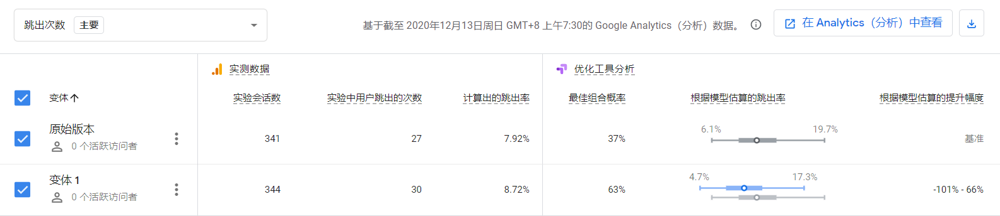 跳出次数 主要
基于截至 2020年12月13日周日 GMT+8 上午7:30的 Google Analytics（分析）数据。
在 Analytics（分析）中查看
实测数据 优化工具分析
变体 实验会话数 实验中用户跳出的次数 计算出的跳出率 最佳组合概率 根据模型估算的跳出率 根据模型估算的提升幅度
原始版本
0 个活跃访问者
341 27 7.92% 37% 6.1% 19.7% 基准
变体 1
0 个活跃访问者
344 30 8.72% 63% 4.7% 17.3% -101% - 66%